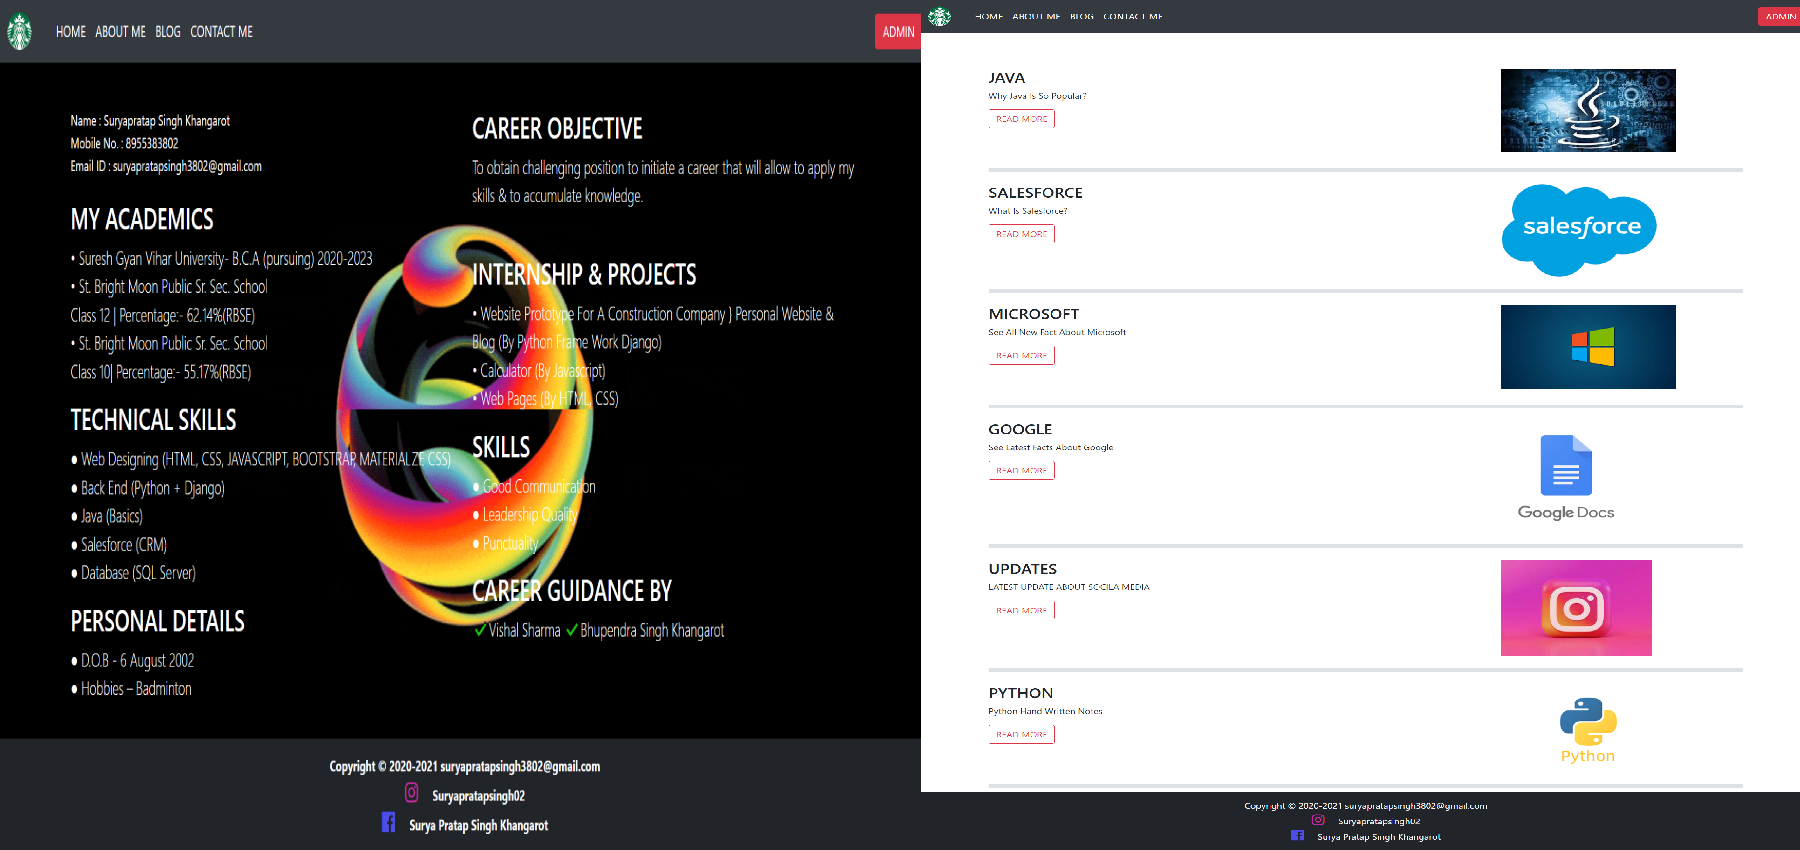 HOME ABOUT ME BLOG CONTACT ME
ADMIN
Name : Suryapratap Singh Khangarot
Mobile No. : 8955383802
Email ID : suryapratapsingh3802@gmail.com
MY ACADEMICS
• Suresh Gyan Vihar University- B.C.A (pursuing) 2020-2023
• St. Bright Moon Public Sr. Sec. School
Class 12 | Percentage:- 62.14%(RBSE)
• St. Bright Moon Public Sr. Sec. School
Class 10| Percentage:- 55.17%(RBSE)
TECHNICAL SKILLS
● Web Designing (HTML, CSS, JAVASCRIPT, BOOTSTRAP, MATERIALZE CSS)
● Back End (Python + Django)
● Java (Basics)
● Salesforce (CRM)
● Database (SQL Server)
PERSONAL DETAILS
● D.O.B - 6 August 2002
● Hobbies – Badminton
CAREER OBJECTIVE
To obtain challenging position to initiate a career that will allow to apply my
skills & to accumulate knowledge.
INTERNSHIP & PROJECTS
• Website Prototype For A Construction Company } Personal Website &
Blog (By Python Frame Work Django)
• Calculator (By Javascript)
• Web Pages (By HTML, CSS)
SKILLS
● Good Communication
● Leadership Quality
● Punctuality
CAREER GUIDANCE BY
✓Vishal Sharma ✓Bhupendra Singh Khangarot
Copyright © 2020-2021 suryapratapsingh3802@gmail.com
Suryapratapsingh02
Surya Pratap Singh Khangarot
HOME ABOUT ME BLOG CONTACT ME
ADMIN
JAVA
Why Java Is So Popular?
READ MORE
SALESFORCE
What Is Salesforce?
READ MORE
salesforce
MICROSOFT
See All New Fact About Microsoft
READ MORE
GOOGLE
See Latest Facts About Google
READ MORE
Google Docs
UPDATES
LATEST UPDATE ABOUT SOCILA MEDIA
READ MORE
PYTHON
Python Hand Written Notes
READ MORE
Python
Copyright © 2020-2021 suryapratapsingh3802@gmail.com
Suryapratapsingh02
Surya Pratap Singh Khangarot